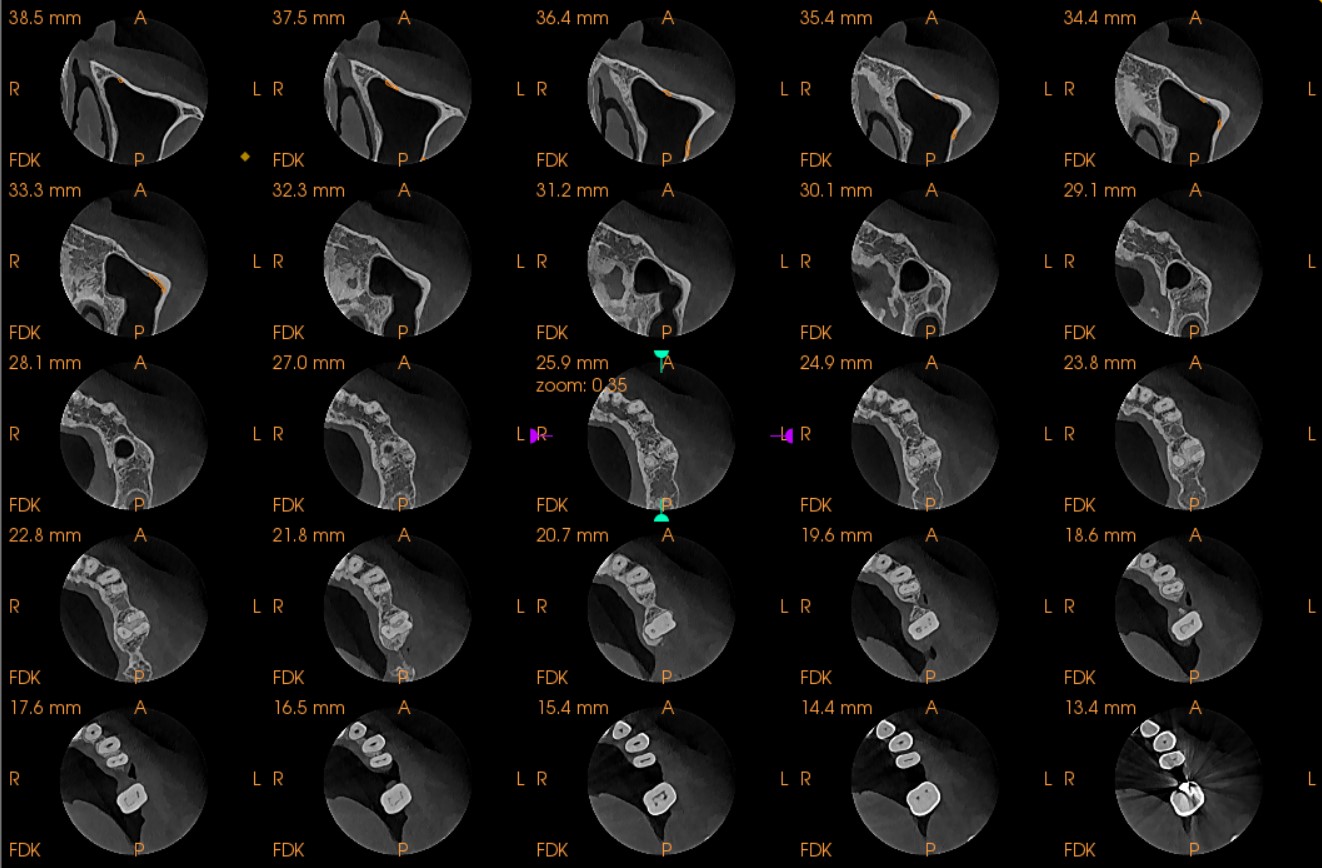 38.5 mm A 37.5 mm A 36.4 mm A 35.4 mm A 34.4 mm A
R L R L R L R L R L
FDK P FDK P FDK P FDK P FDK P
33.3 mm A 32.3 mm A 31.2 mm A 30.1 mm A 29.1 mm A
R L R L R L R L R L
FDK P FDK P FDK P FDK P FDK P
28.1 mm A 27.0 mm A 25.9 mm A 24.9 mm A 23.8 mm A
zoom: 0.35
R L R L R L R L R L
FDK P FDK P FDK P FDK P FDK P
22.8 mm A 21.8 mm A 20.7 mm A 19.6 mm A 18.6 mm A
R L R L R L R L R L
FDK P FDK P FDK P FDK P FDK P
17.6 mm A 16.5 mm A 15.4 mm A 14.4 mm A 13.4 mm A
R L R L R L R L R L
FDK P FDK P FDK P FDK P FDK P